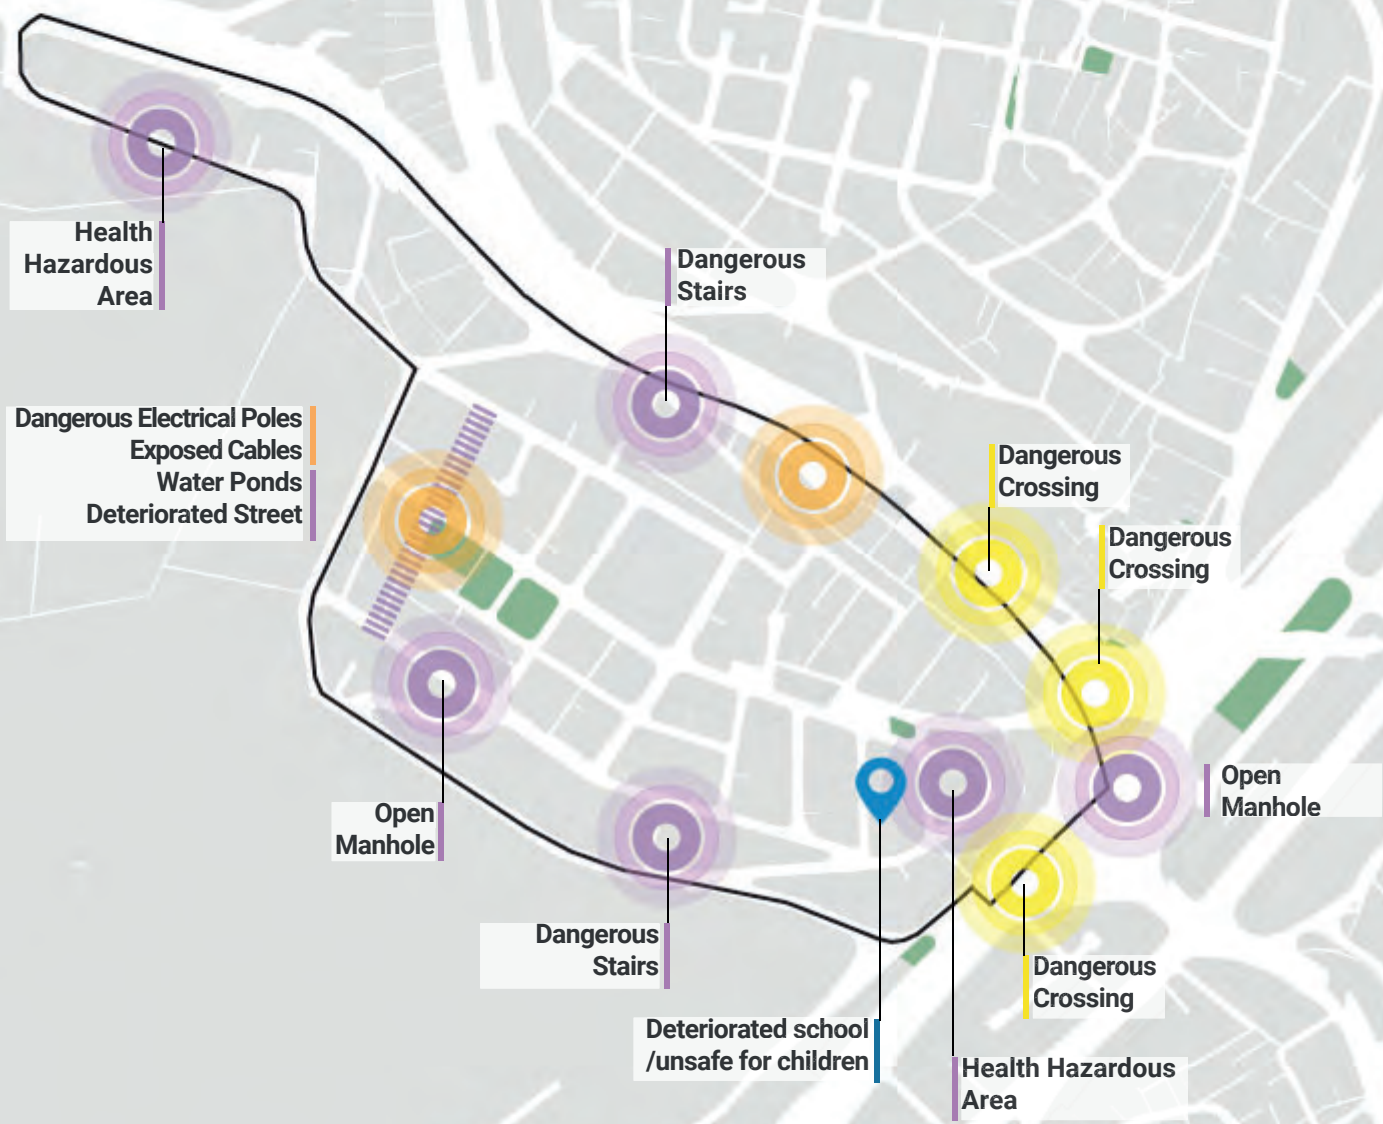 Health
Hazardous
Area
Dangerous
Stairs
Dangerous Electrical Poles
Exposed Cables
Water Ponds
Deteriorated Street
Dangerous
Crossing
Dangerous
Crossing
Open
Manhole
Open
Manhole
Dangerous
Stairs
Dangerous
Crossing
Deteriorated school
/unsafe for children
Health Hazardous
Area